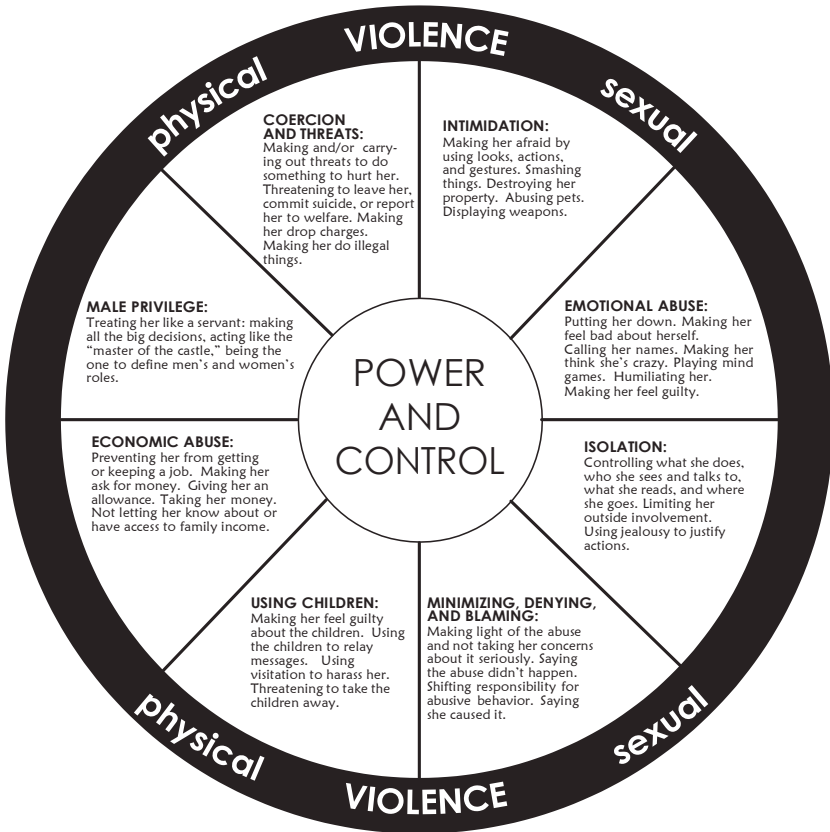 physical
VIOLENCE
sexual
COERCION
AND THREATS:
Making and/or carry-
ing out threats to do
something to hurt her.
Threatening to leave her,
commit suicide, or report
her to welfare. Making
her drop charges.
Making her do illegal
things.
INTIMIDATION:
Making her afraid by
using looks, actions,
and gestures. Smashing
things. Destroying her
property. Abusing pets.
Displaying weapons.
MALE PRIVILEGE:
Treating her like a servant: making
all the big decisions, acting like the
“master of the castle,” being the
one to define men’s and women’s
roles.
EMOTIONAL ABUSE:
Putting her down. Making her
feel bad about herself.
Calling her names. Making her
think she’s crazy. Playing mind
games. Humiliating her.
Making her feel guilty.
POWER
AND
CONTROL
ECONOMIC ABUSE:
Preventing her from getting
or keeping a job. Making her
ask for money. Giving her an
allowance. Taking her money.
Not letting her know about or
have access to family income.
ISOLATION:
Controlling what she does,
who she sees and talks to,
what she reads, and where
she goes. Limiting her
outside involvement.
Using jealousy to justify
actions.
USING CHILDREN:
Making her feel guilty
about the children. Using
the children to relay
messages. Using
visitation to harass her.
Threatening to take the
children away.
MINIMIZING, DENYING,
AND BLAMING:
Making light of the abuse
and not taking her concerns
about it seriously. Saying
the abuse didn’t happen.
Shifting responsibility for
abusive behavior. Saying
she caused it.
physical
VIOLENCE
sexual